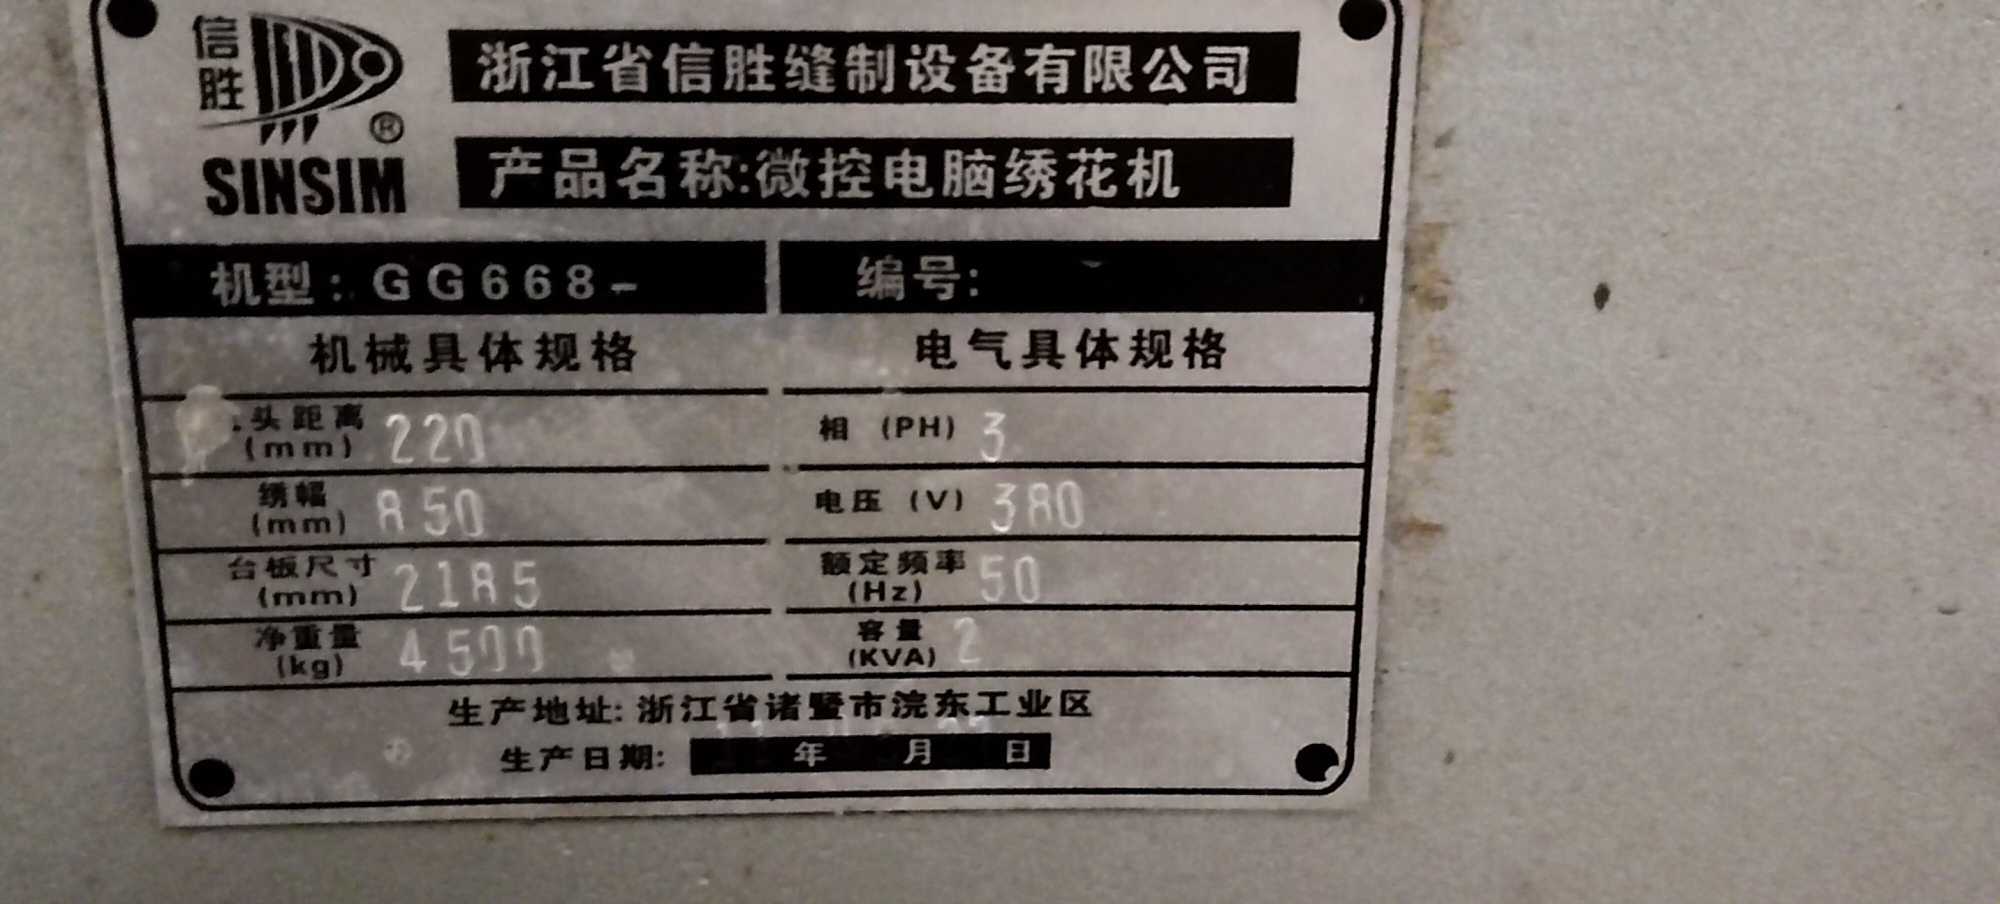 信胜
®
SINSIM
浙江省信胜缝制设备有限公司
产品名称:微控电脑绣花机
机型: GG668-
编号:
机械具体规格
电气具体规格
头距离
(mm) 220
相 (PH) 3
绣幅
(mm) 850
电压 (V) 380
台板尺寸
(mm) 2185
额定频率
(Hz) 50
净重量
(kg) 4500
容量
(KVA) 2
生产地址: 浙江省诸暨市浣东工业区
生产日期: 年 月 日